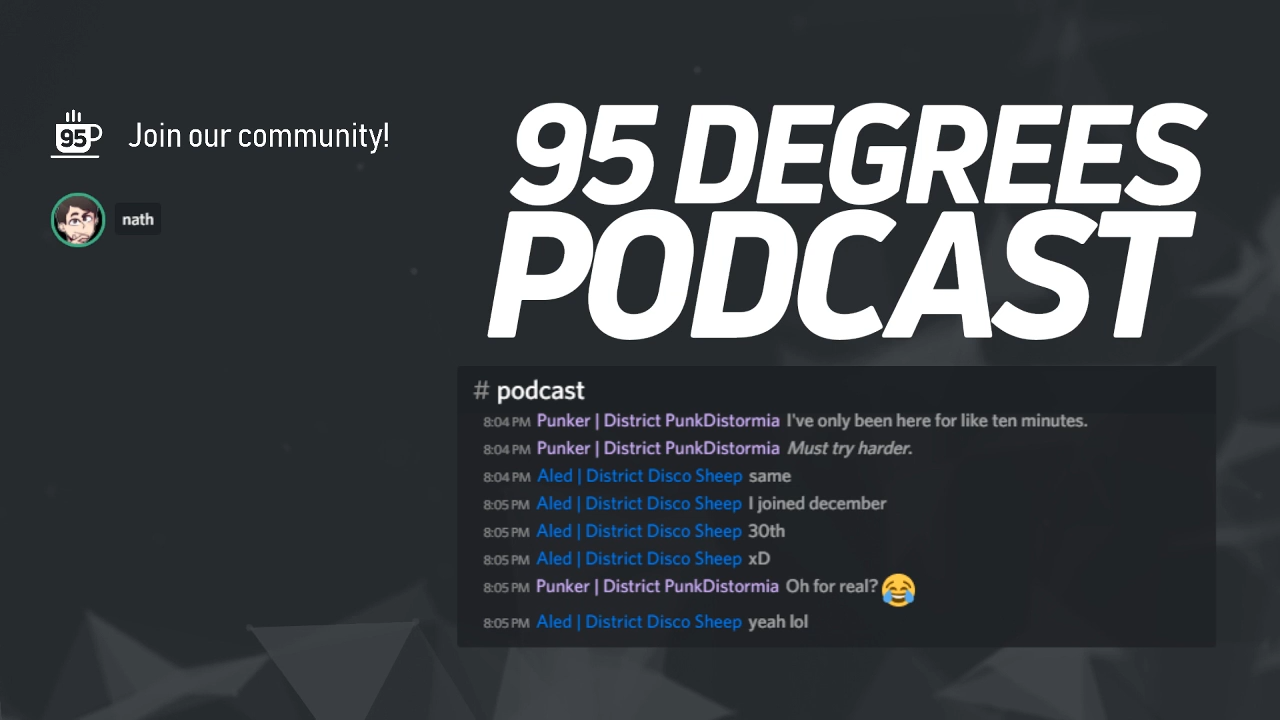 95 Join our community!
nath
95 DEGREES
PODCAST
# podcast
8:04 PM Punker | District PunkDistormia I've only been here for like ten minutes.
8:04 PM Punker | District PunkDistormia Must try harder.
8:04 PM Aled | District Disco Sheep same
8:05 PM Aled | District Disco Sheep I joined december
8:05 PM Aled | District Disco Sheep 30th
8:05 PM Aled | District Disco Sheep xD
8:05 PM Punker | District PunkDistormia Oh for real? 😂
8:05 PM Aled | District Disco Sheep yeah lol